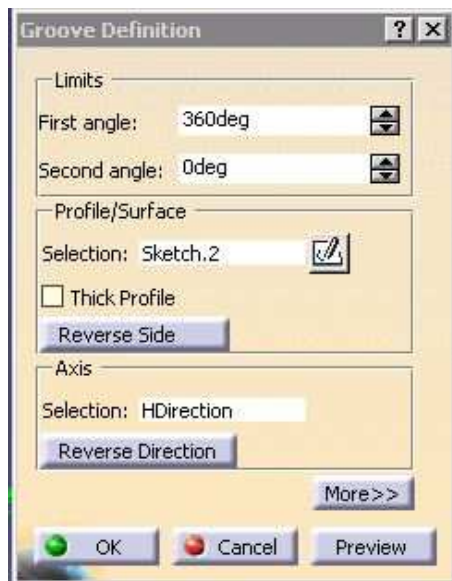 Groove Definition ? X
Limits
First angle: 360deg
Second angle: 0deg
Profile/Surface
Selection: Sketch.2
Thick Profile
Reverse Side
Axis
Selection: HDirection
Reverse Direction
More>>
OK Cancel Preview